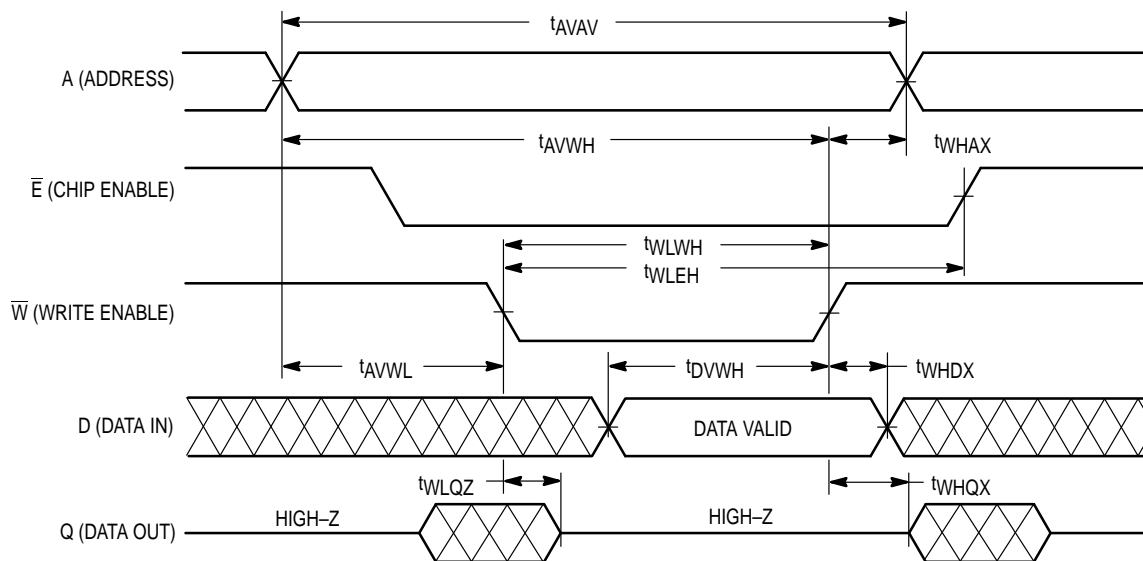 tAVAV
A (ADDRESS)
tAVWH
tWHAX
E (CHIP ENABLE)
tWLWH
tWLEH
W (WRITE ENABLE)
tAVWL
tDVWH
tWHDX
D (DATA IN)
DATA VALID
tWLQZ
tWHQX
Q (DATA OUT)
HIGH–Z
HIGH–Z